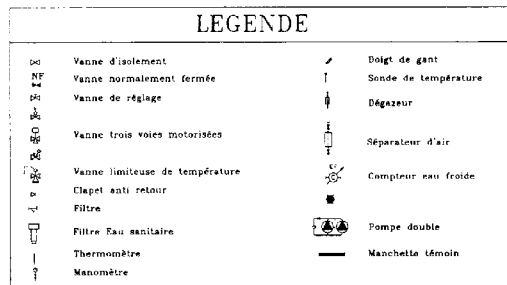 LEGENDE
Vanne d'isolement
NF
Vanne normalement fermée
Vanne de réglage
Vanne trois voies motorisées
Vanne limiteuse de température
Clapet anti retour
Filtre
Filtre Eau sanitaire
Thermomètre
Manomètre
Doigt de gant
Sonde de température
Dégazeur
Séparateur d'air
Compteur eau froide
Pompe double
Manchette témoin